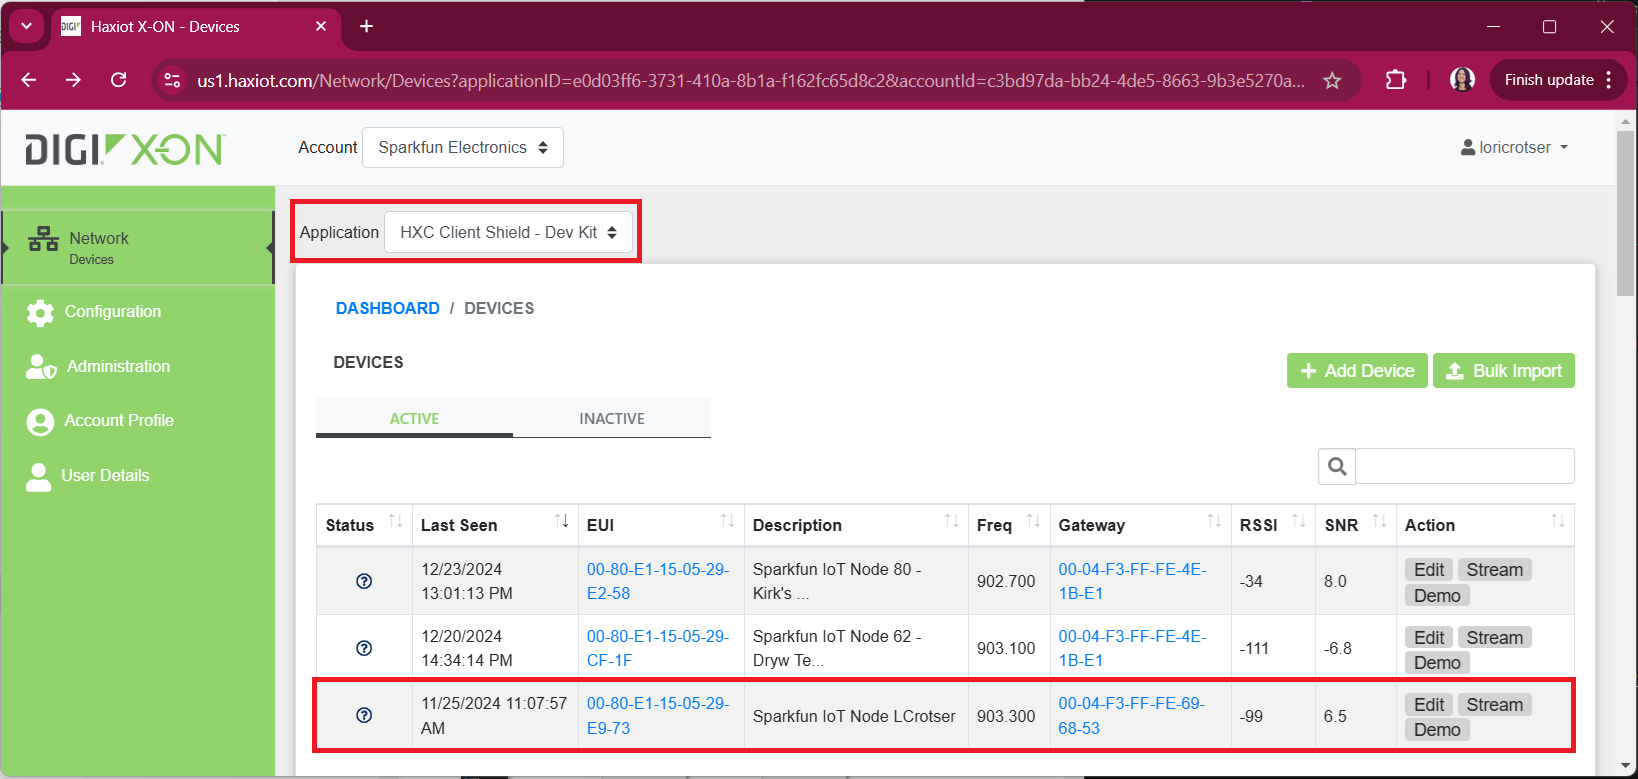 DIGI
Haxiot X-ON - Devices
us1.haxiot.com/Network/Devices?applicationID=e0d03ff6-3731-410a-8b1a-f162fc65d8c2&accountId=c3bd97da-bb24-4de5-8663-9b3e5270a...
Finish update
DIGI X-ON
Account
Sparkfun Electronics
loricrotser
Network
Devices
Configuration
Administration
Account Profile
User Details
Application
HXC Client Shield - Dev Kit
DASHBOARD / DEVICES
DEVICES
+ Add Device
Bulk Import
ACTIVE
INACTIVE
Status Last Seen EUI Description Freq Gateway RSSI SNR Action
12/23/2024 13:01:13 PM
00-80-E1-15-05-29-E2-58
Sparkfun IoT Node 80 - Kirk's ...
902.700
00-04-F3-FF-FE-4E-1B-E1
-34
8.0
Edit Stream
Demo
12/20/2024 14:34:14 PM
00-80-E1-15-05-29-CF-1F
Sparkfun IoT Node 62 - Dryw Te...
903.100
00-04-F3-FF-FE-4E-1B-E1
-111
-6.8
Edit Stream
Demo
11/25/2024 11:07:57 AM
00-80-E1-15-05-29-E9-73
Sparkfun IoT Node LCrotser
903.300
00-04-F3-FF-FE-69-68-53
-99
6.5
Edit Stream
Demo